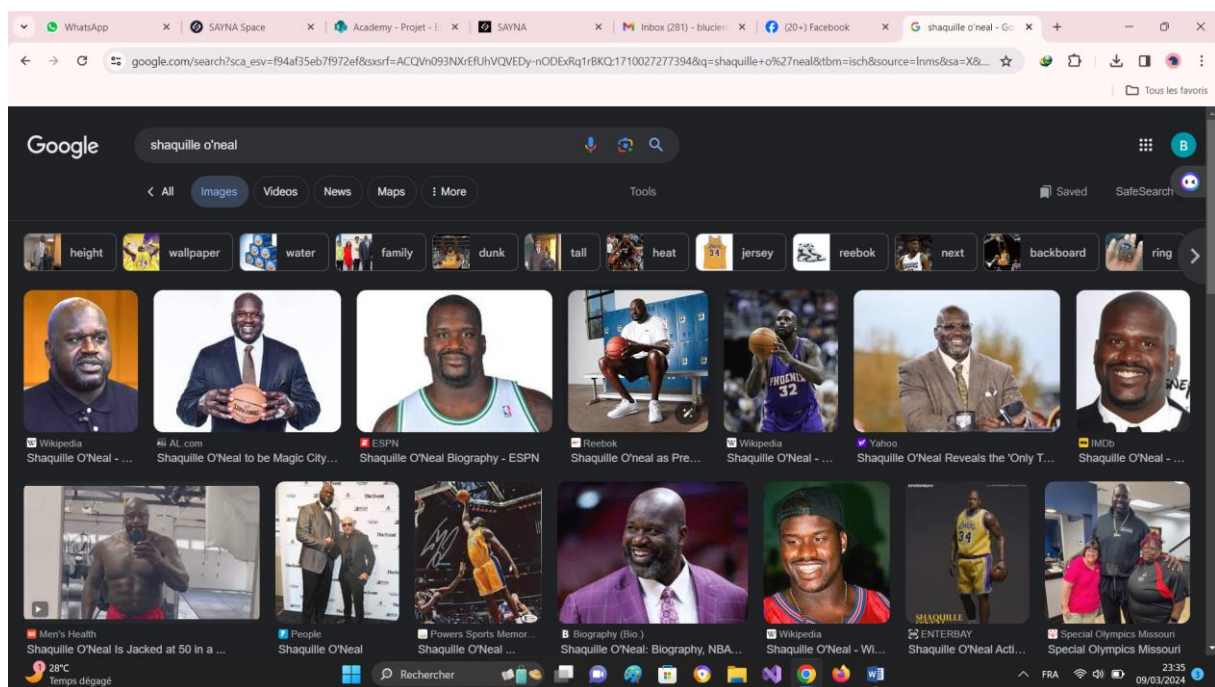 WhatsApp
SAYNA Space
Academy - Projet - E
SAYNA
Inbox (281) - blucien
(20+) Facebook
shaquille o'neal - Go
google.com/search?sca_esv=f94af35eb7f972ef&sxsrf=ACQVn093NXrEfUhVQVEDy-nODExRq1rBKQ:1710027277394&q=shaquille+o%27neal&tbm=isch&source=lnms&sa=X&...
Tous les favoris
Google
shaquille o'neal
B
All Images Videos News Maps More Tools Saved SafeSearch
height wallpaper water family dunk tall heat jersey reebok next backboard ring
34
PHOENIX
32
Wikipedia
Shaquille O'Neal - ...
AL.com
Shaquille O'Neal to be Magic City...
ESPN
Shaquille O'Neal Biography - ESPN
Reebok
Shaquille O'neal as Pre...
Wikipedia
Shaquille O'Neal - ...
Yahoo
Shaquille O'Neal Reveals the 'Only T...
IMDb
Shaquille O'Neal - ...
34
SHAQUILLE
Men's Health
Shaquille O'Neal Is Jacked at 50 in a ...
People
Shaquille O'Neal
Powers Sports Memor...
Shaquille O'Neal ...
Biography (Bio.)
Shaquille O'Neal: Biography, NBA...
Wikipedia
Shaquille O'Neal - Wi...
ENTERBAY
Shaquille O'Neal Acti...
Special Olympics Missouri
Special Olympics Missouri
1
28°C
Temps dégagé
Rechercher
FRA
23:35
09/03/2024
3